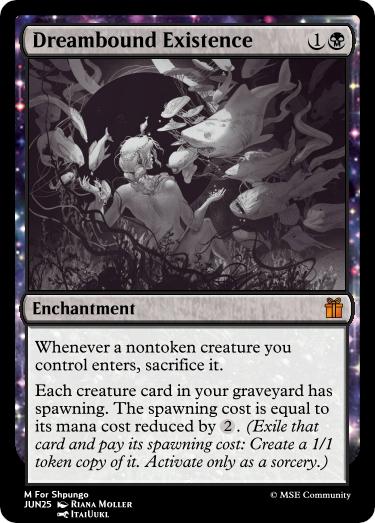 Dreambound Existence 1
Enchantment
Whenever a nontoken creature you
control enters, sacrifice it.
Each creature card in your graveyard has
spawning. The spawning cost is equal to
its mana cost reduced by 2. (Exile that
card and pay its spawning cost: Create a 1/1
token copy of it. Activate only as a sorcery.)
M For Shpungo
JUN25 Riana Moller © MSE Community
ItaiUukl